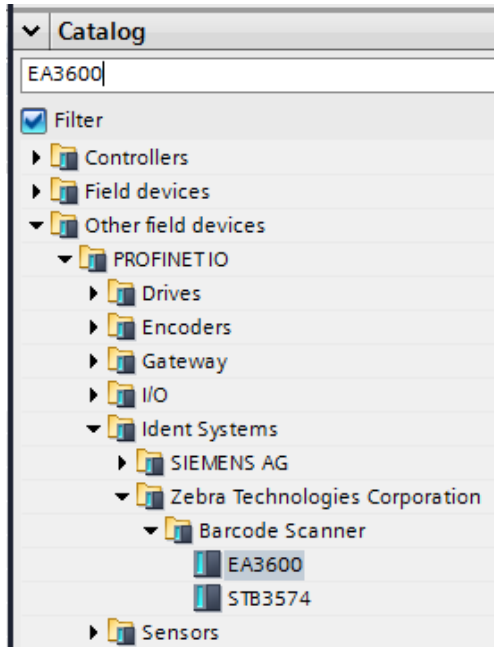 Catalog
EA3600
Filter
Controllers
Field devices
Other field devices
PROFINET IO
Drives
Encoders
Gateway
I/O
Ident Systems
SIEMENS AG
Zebra Technologies Corporation
Barcode Scanner
EA3600
STB3574
Sensors